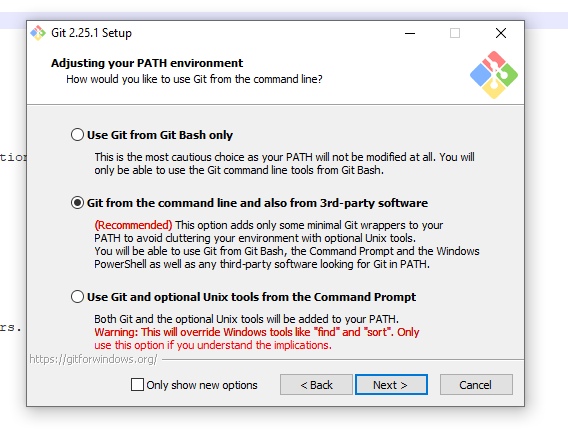 Git 2.25.1 Setup
Adjusting your PATH environment
How would you like to use Git from the command line?
Use Git from Git Bash only
This is the most cautious choice as your PATH will not be modified at all. You will
only be able to use the Git command line tools from Git Bash.
tion
Git from the command line and also from 3rd-party software
(Recommended) This option adds only some minimal Git wrappers to your
PATH to avoid cluttering your environment with optional Unix tools.
You will be able to use Git from Git Bash, the Command Prompt and the Windows
PowerShell as well as any third-party software looking for Git in PATH.
Use Git and optional Unix tools from the Command Prompt
Both Git and the optional Unix tools will be added to your PATH.
rs.
Warning: This will override Windows tools like "find" and "sort". Only
use this option if you understand the implications.
https://gitforwindows.org/
Only show new options
< Back
Next >
Cancel